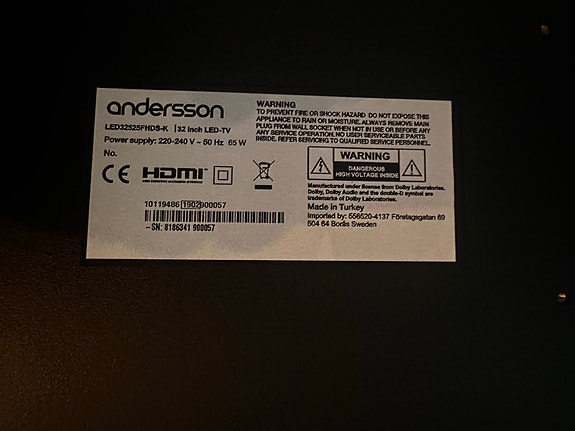 andersson
LED32525FHDS-K | 32 inch LED-TV
Power supply: 220-240 V ~ 50 Hz 65 W
No.
CE HDMI
10119486 1902900057
-SN: 8186341 900057
WARNING
TO PREVENT FIRE OR SHOCK HAZARD DO NOT EXPOSE THIS
APPLIANCE TO RAIN OR MOISTURE. ALWAYS REMOVE MAIN
PLUG FROM WALL SOCKET WHEN NOT IN USE OR BEFORE ANY
ANY SERVICE OPERATION. NO USER SERVICEABLE PARTS
INSIDE. REFER SERVICING TO QUALIFIED SERVICE PERSONNEL.
WARNING
DANGEROUS
HIGH VOLTAGE INSIDE
Manufactured under license from Dolby Laboratories.
Dolby, Dolby Audio and the double-D symbol are
trademarks of Dolby Laboratories.
Made in Turkey
Imported by: 556520-4137 Företagsgatan 69
504 64 Borås Sweden